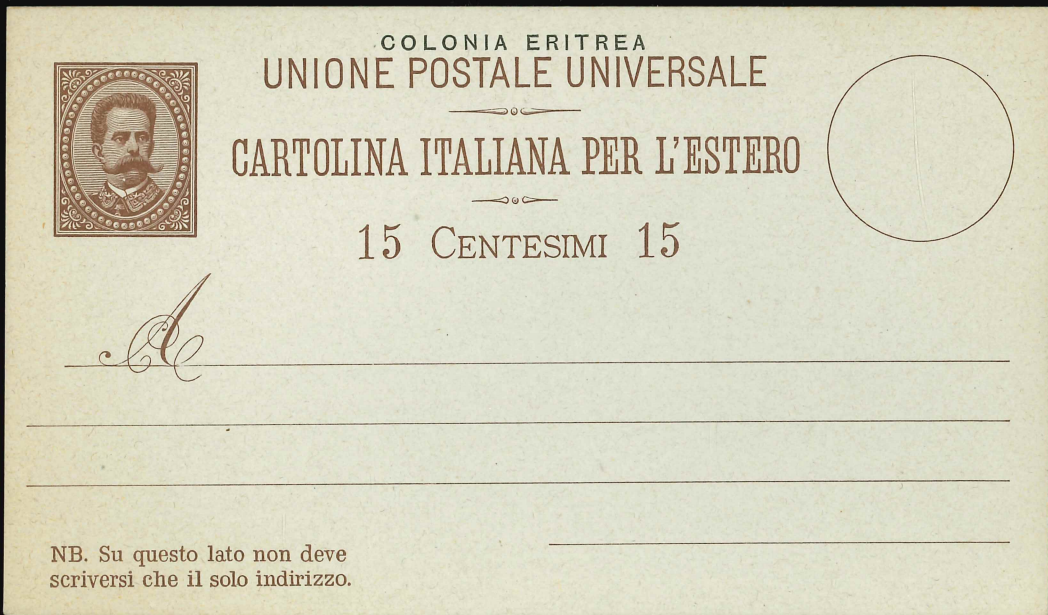 COLONIA ERITREA
UNIONE POSTALE UNIVERSALE
CARTOLINA ITALIANA PER L'ESTERO
15 CENTESIMI 15
A
NB. Su questo lato non deve
scriversi che il solo indirizzo.